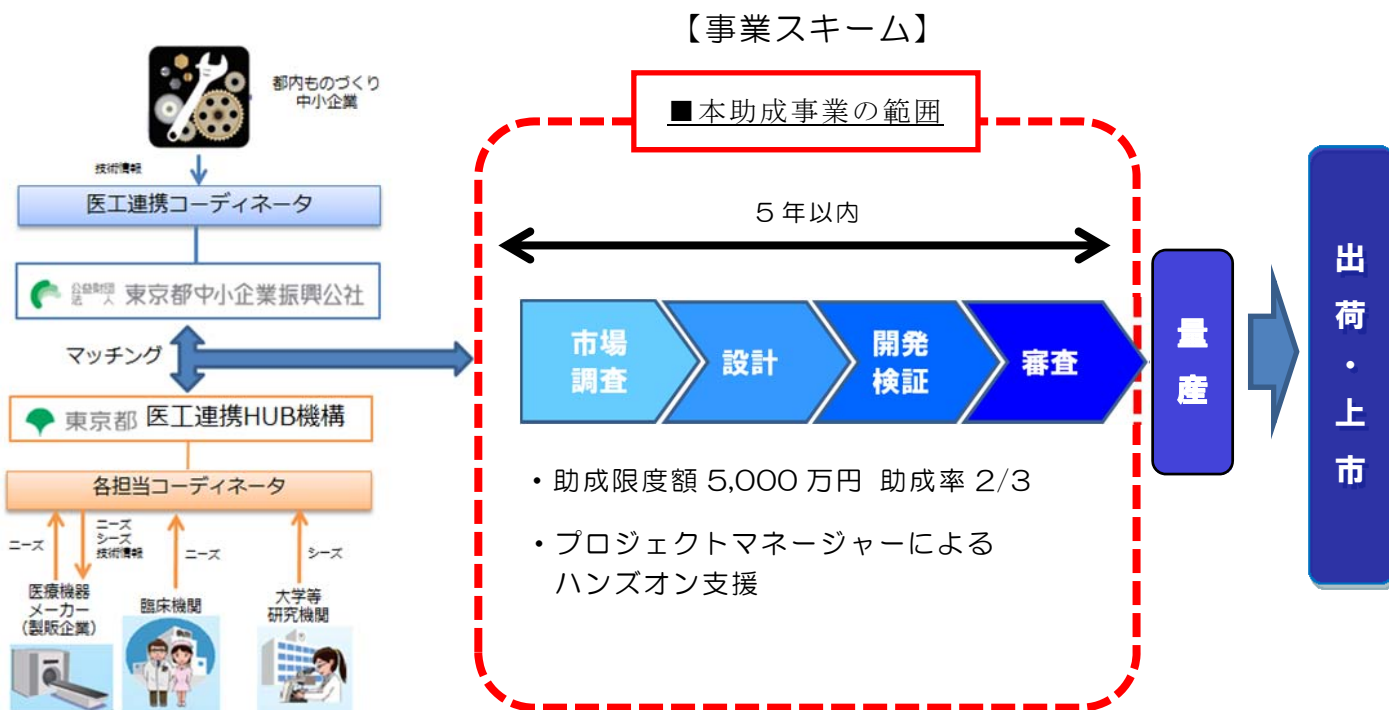 【事業スキーム】
都内ものづくり
中小企業
技術情報
医工連携コーディネータ
公益財団
法人
東京都中小企業振興公社
マッチング
東京都 医工連携HUB機構
各担当コーディネータ
ニーズ
ニーズ
シーズ
技術情報
ニーズ
シーズ
医療機器
メーカー
（製販企業）
臨床機関
大学等
研究機関
■本助成事業の範囲
5年以内
市場
調査
設計
開発
検証
審査
・助成限度額 5,000 万円 助成率 2/3
・プロジェクトマネージャーによる
ハンズオン支援
量産
出荷・上市